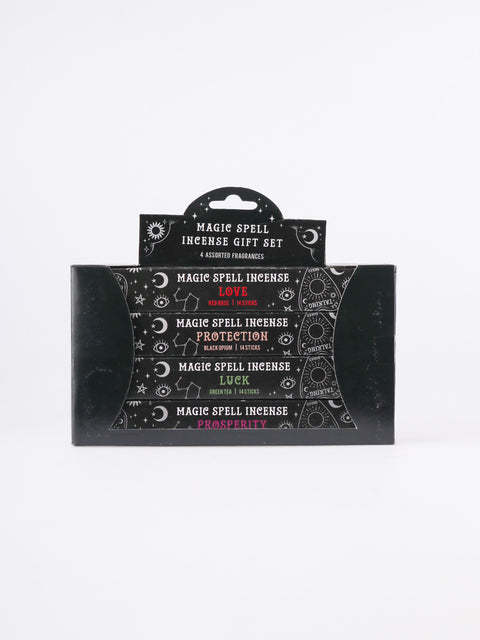 MAGIC SPELL
INCENSE GIFT SET
4 ASSORTED FRAGRANCES
MAGIC SPELL INCENSE
LOVE
RED ROSE | 14 STICKS
MAGIC SPELL INCENSE
PROTECTION
BLACK OPIUM | 14 STICKS
MAGIC SPELL INCENSE
LUCK
GREEN TEA | 14 STICKS
MAGIC SPELL INCENSE
PROSPERITY